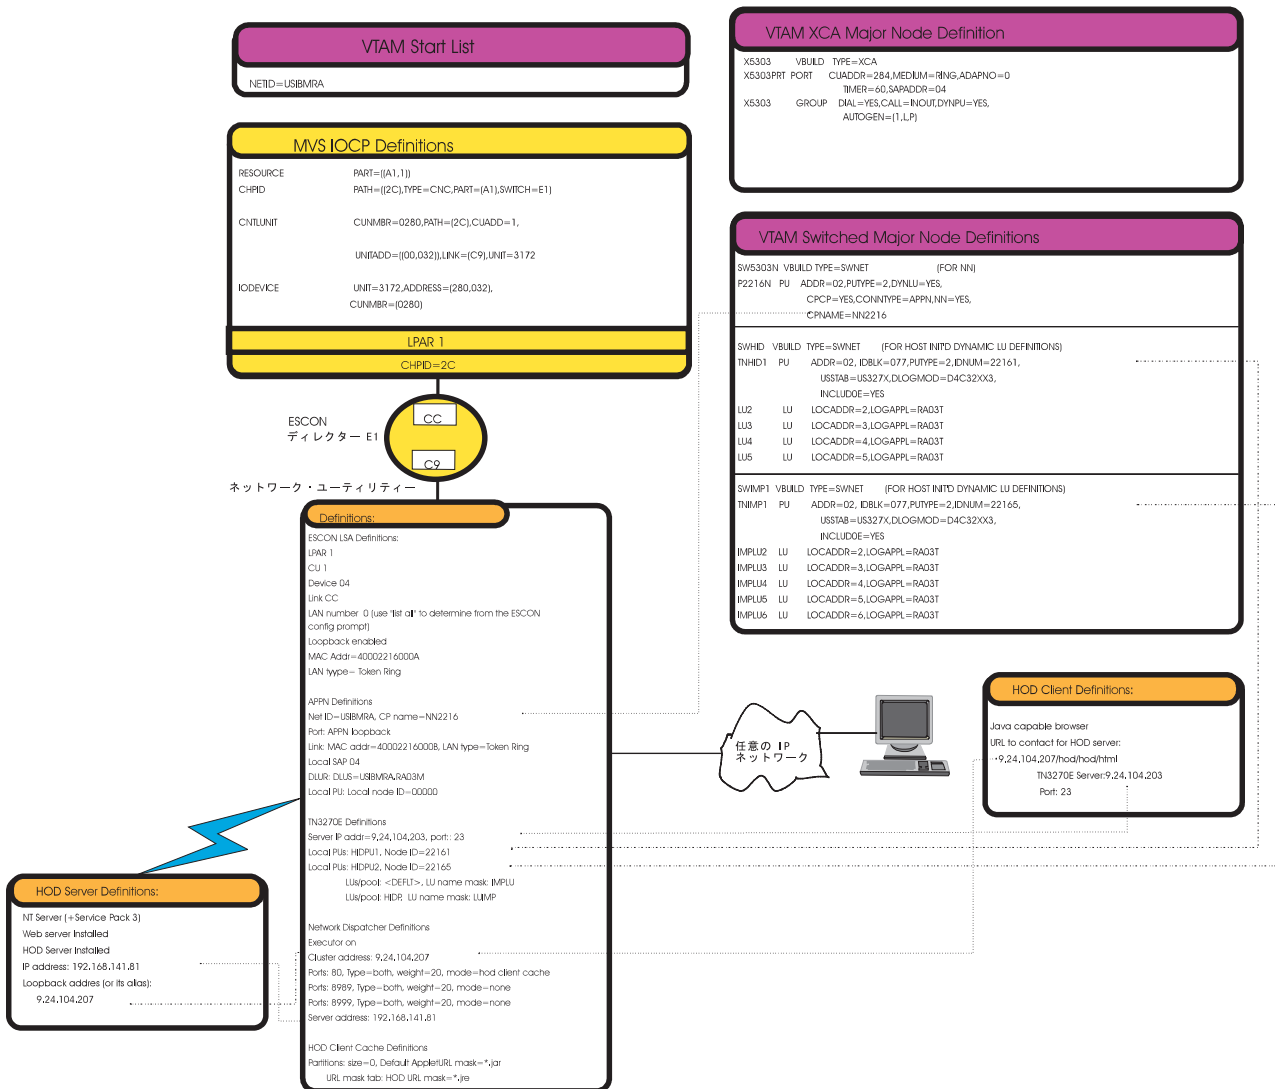 VTAM Start List
NETID=USIBMRA
MVS IOCP Definitions
RESOURCE PART=((A1,1))
CHPID PATH=((2C),TYPE=CNC,PART=(A1),SWITCH=E1)
CNTLUNIT CUNMBR=0280,PATH=(2C),CUADD=1,
UNITADD=((00,032)),LINK=(C9),UNIT=3172
IODEVICE UNIT=3172,ADDRESS=(280,032),
CUNMBR=(0280)
LPAR 1
CHPID=2C
ESCON
ディレクター E1
CC
C9
ネットワーク・ユーティリティー
Definitions:
ESCON LSA Definitions:
LPAR 1
CU 1
Device 04
Link CC
LAN number 0 (use "list all" to determine from the ESCON
config prompt)
Loopback enabled
MAC Addr=40002216000A
LAN tyype= Token Ring
APPN Definitions
Net ID=USIBMRA, CP name=NN2216
Port: APPN loopback
Link: MAC addr=40002216000B, LAN type=Token Ring
Local SAP 04
DLUR: DLUS=USIBMRA.RA03M
Local PU: Local node ID=00000
TN3270E Definitions
Server IP addr=9,24,104,203, port:: 23
Local PUs: HIDPU1, Node ID=22161
Local PUs: HIDPU2, Node ID=22165
LUs/pool: <DEFLT>, LU name mask: IMPLU
LUs/pool: HIDP, LU name mask: LUIMP
Network Dispatcher Definitions
Executor on
Cluster address: 9.24.104.207
Ports: 80, Type=both, weight=20, mode=hod client cache
Ports: 8989, Type=both, weight=20, mode=none
Ports: 8999, Type=both, weight=20, mode=none
Server address: 192.168.141.81
HOD Client Cache Definitions
Partitions: size=0, Default AppletURL mask=*.jar
URL mask tab: HOD URL mask=*.jre
HOD Server Definitions:
NT Server (+Service Pack 3)
Web server Installed
HOD Server Installed
IP address: 192.168.141.81
Loopback addres (or its alias):
9.24.104.207
VTAM XCA Major Node Definition
X5303 VBUILD TYPE=XCA
X5303PRT PORT CUADDR=284,MEDIUM=RING,ADAPNO=0
TIMER=60,SAPADDR=04
X5303 GROUP DIAL=YES,CALL=INOUT,DYNPU=YES,
AUTOGEN=(1,L,P)
VTAM Switched Major Node Definitions
SW5303N VBUILD TYPE=SWNET (FOR NN)
P2216N PU ADDR=02,PUTYPE=2,DYNLU=YES,
CPCP=YES,CONNTYPE=APPN,NN=YES,
CPNAME=NN2216
SWHID VBUILD TYPE=SWNET (FOR HOST INIT'D DYNAMIC LU DEFINITIONS)
TNHID1 PU ADDR=02, IDBLK=077,PUTYPE=2,IDNUM=22161,
USSTAB=US327X,DLOGMOD=D4C32XX3,
INCLUD0E=YES
LU2 LU LOCADDR=2,LOGAPPL=RA03T
LU3 LU LOCADDR=3,LOGAPPL=RA03T
LU4 LU LOCADDR=4,LOGAPPL=RA03T
LU5 LU LOCADDR=5,LOGAPPL=RA03T
SWIMP1 VBUILD TYPE=SWNET (FOR HOST INIT'D DYNAMIC LU DEFINITIONS)
TNIMP1 PU ADDR=02, IDBLK=077,PUTYPE=2,IDNUM=22165,
USSTAB=US327X,DLOGMOD=D4C32XX3,
INCLUD0E=YES
IMPLU2 LU LOCADDR=2,LOGAPPL=RA03T
IMPLU3 LU LOCADDR=3,LOGAPPL=RA03T
IMPLU4 LU LOCADDR=4,LOGAPPL=RA03T
IMPLU5 LU LOCADDR=5,LOGAPPL=RA03T
IMPLU6 LU LOCADDR=6,LOGAPPL=RA03T
任意の IP
ネットワーク
HOD Client Definitions:
Java capable browser
URL to contact for HOD server:
9.24.104.207/hod/hod/html
TN3270E Server:9.24.104.203
Port: 23